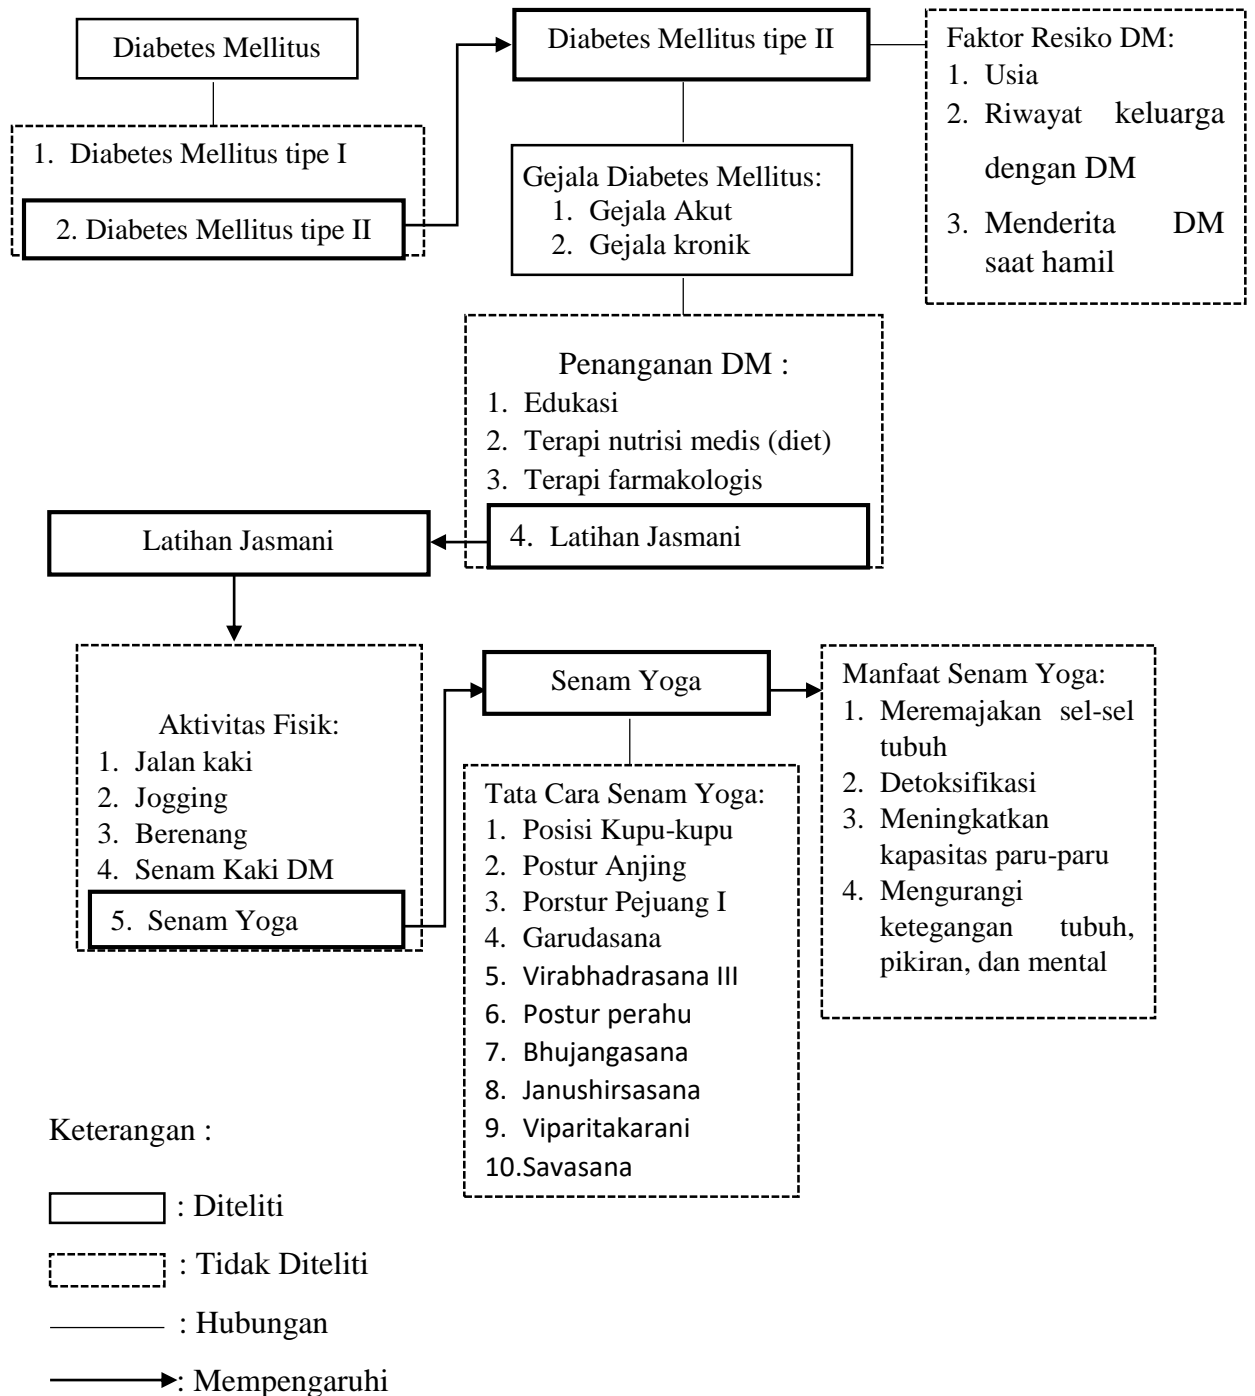 Diabetes Mellitus
1. Diabetes Mellitus tipe I
2. Diabetes Mellitus tipe II
Diabetes Mellitus tipe II
Faktor Resiko DM:
1. Usia
2. Riwayat keluarga
dengan DM
3. Menderita DM
saat hamil
Gejala Diabetes Mellitus:
1. Gejala Akut
2. Gejala kronik
Penanganan DM :
1. Edukasi
2. Terapi nutrisi medis (diet)
3. Terapi farmakologis
4. Latihan Jasmani
Latihan Jasmani
Aktivitas Fisik:
1. Jalan kaki
2. Jogging
3. Berenang
4. Senam Kaki DM
5. Senam Yoga
Senam Yoga
Tata Cara Senam Yoga:
1. Posisi Kupu-kupu
2. Postur Anjing
3. Porstur Pejuang I
4. Garudasana
5. Virabhadrasana III
6. Postur perahu
7. Bhujangasana
8. Janushirsasana
9. Viparitakarani
10.Savasana
Manfaat Senam Yoga:
1. Meremajakan sel-sel
tubuh
2. Detoksifikasi
3. Meningkatkan
kapasitas paru-paru
4. Mengurangi
ketegangan tubuh,
pikiran, dan mental
Keterangan :
: Diteliti
: Tidak Diteliti
: Hubungan
: Mempengaruhi